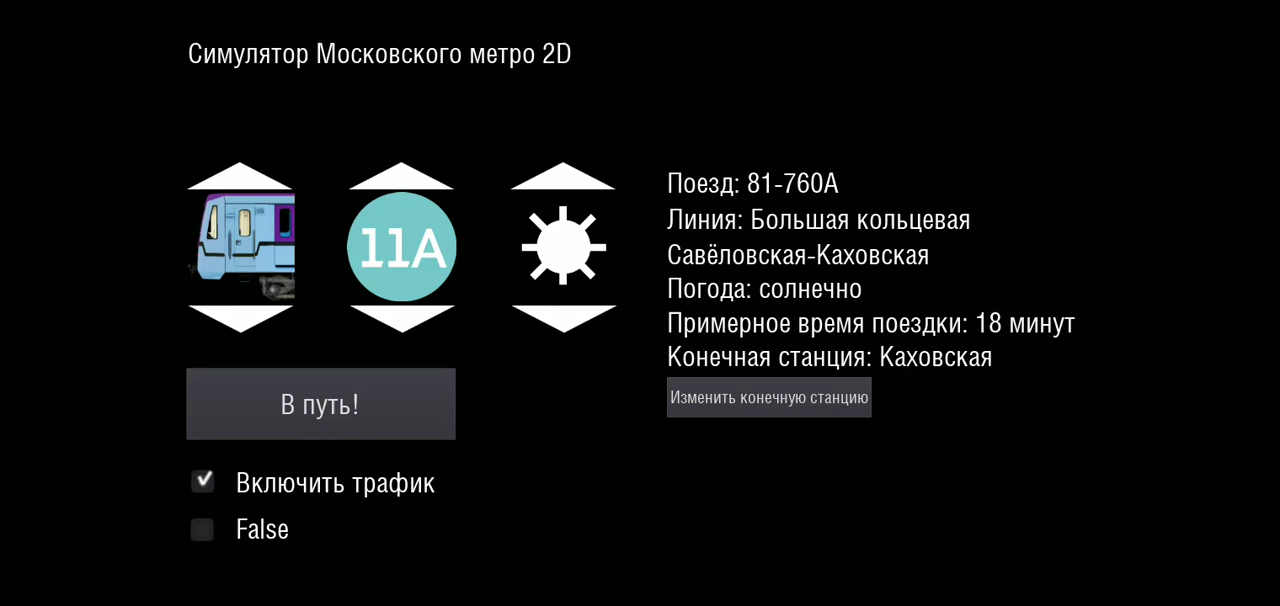 Симулятор Московского метро 2D
11А
Поезд: 81-760А
Линия: Большая кольцевая
Савёловская-Каховская
Погода: солнечно
Примерное время поездки: 18 минут
Конечная станция: Каховская
Изменить конечную станцию
В путь!
Включить трафик
False